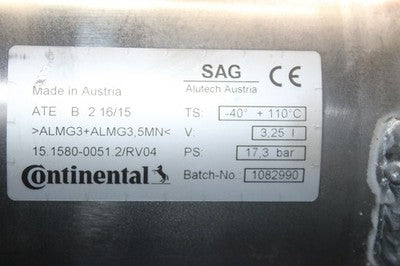 SAG CE
Made in Austria Alutech Austria
ATE B 2 16/15 TS: -40° +110°C
>ALMG3+ALMG3,5MN< V: 3,25 l
15.1580-0051.2/RV04 PS: 17,3 bar
Continental Batch-No. 1082990